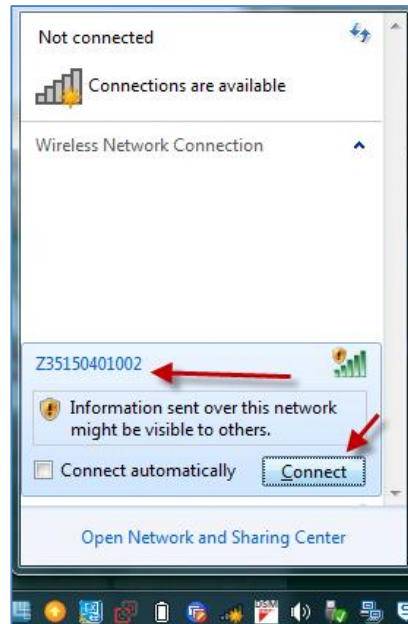 Not connected
Connections are available
Wireless Network Connection
Z35150401002
Information sent over this network
might be visible to others.
Connect automatically
Connect
Open Network and Sharing Center